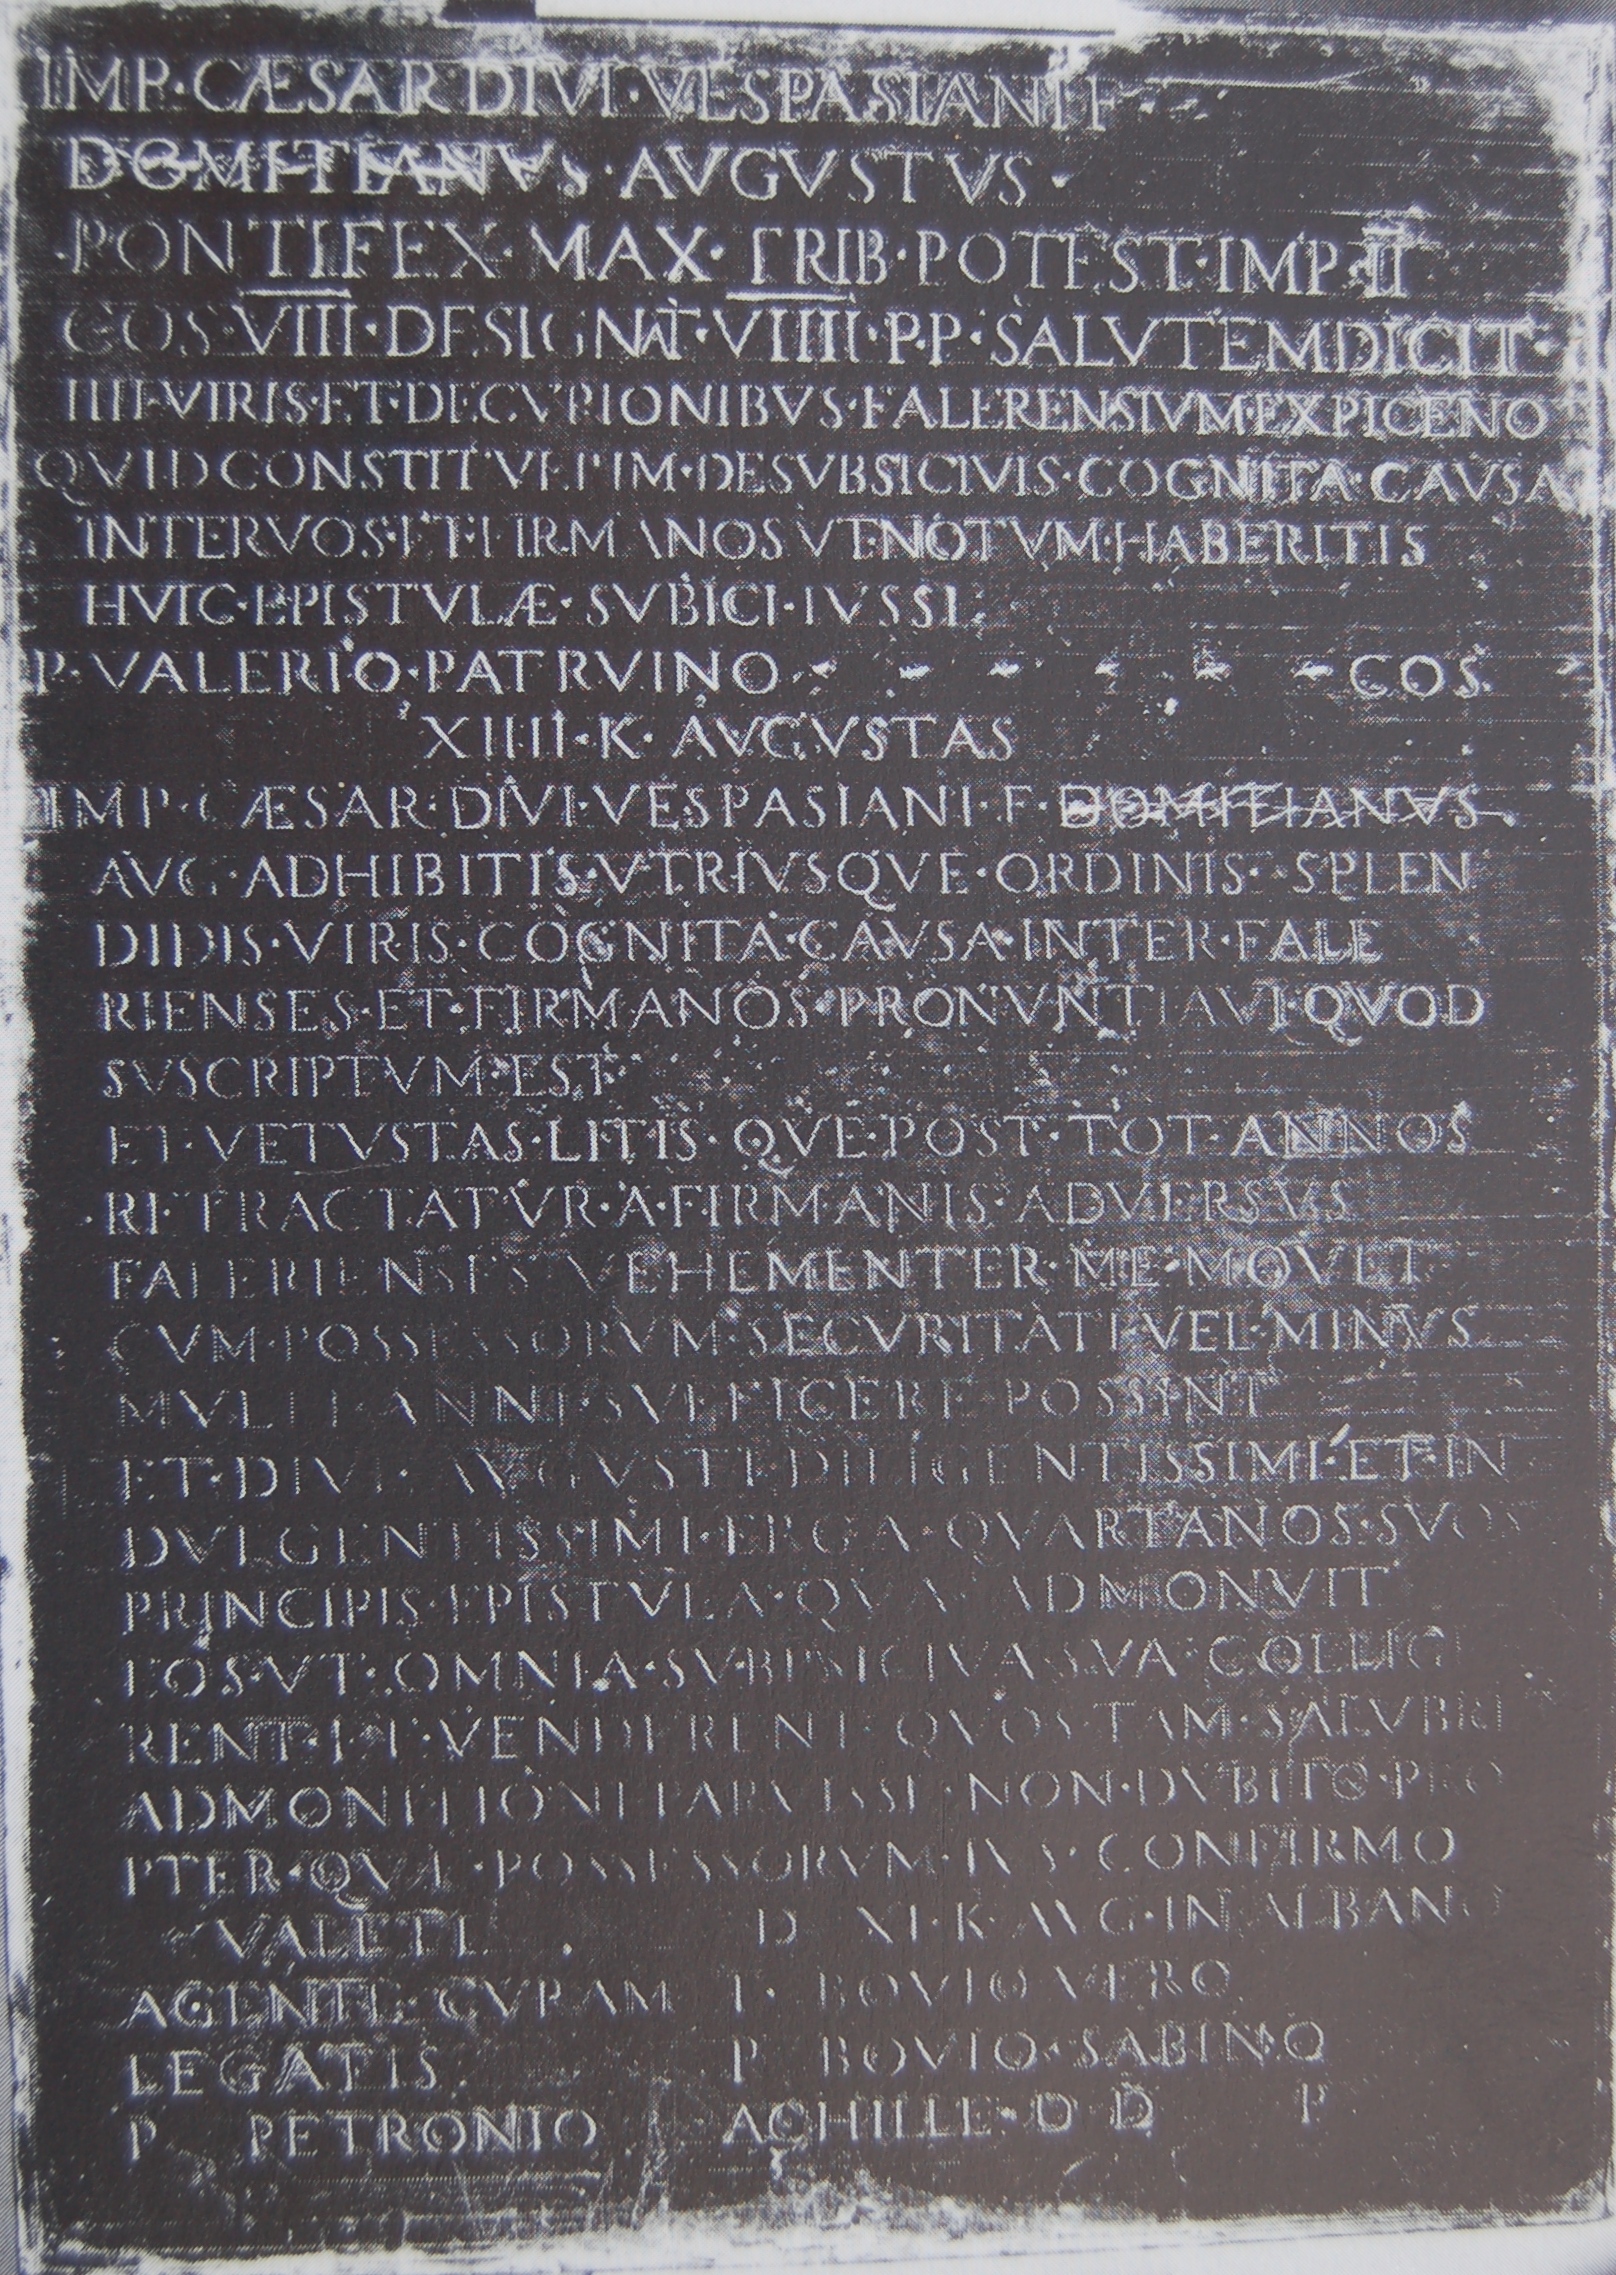 IMP·CÆSAR DIVI·VESPASIANI F·
DOMITIANVS·AVGVSTVS·
·PONTIFEX·MAX·TRIB·POTEST·IMP·II
COS·VIII·DESIGNAT·VIIII·P·P·SALVTEM DICIT·
IIII·VIRIS·ET·DECVRIONIBVS·FALERENSIVM·EX PICENO
QVID CONSTITVERIM·DE SVBSICIVIS·COGNITA·CAVSA
INTER VOS·ET·FIRMANOS VT·NOTVM·HABERITIS
HVIC·EPISTVLÆ·SVBICI·IVSSI
P·VALERIO·PATRVINO - - - - - - COS
XIIII·K·AVGVSTAS
IMP·CÆSAR·DIVI·VESPASIANI·F·DOMITIANVS
AVG·ADHIBITIS·VTRIVSQVE·ORDINIS·SPLEN
DIDIS·VIRIS·COGNITA·CAVSA·INTER·FALE
RIENSES·ET·FIRMANOS·PRONVNTIAVI·QVOD
SVSCRIPTVM·EST
ET·VETVSTAS·LITIS·QVE·POST·TOT·ANNOS
RETRACTATVR·A·FIRMANIS·ADVERSVS
FALERIENSES VEHEMENTER·ME·MOVET
CVM·POSSESSORVM·SECVRITATI·VEL·MINVS
MVLTI·ANNI·SVFFICERE·POSSINT
ET·DIVI·AVGVSTI·DILIGENTISSIMI·ET·IN
DVLGENTISSIMI·ERGA·QVARTANOS·SVOS
PRINCIPIS·EPISTVLA·QVA·ADMONVIT
EOS·VT·OMNIA·SVBPSICIVA·SVA·COLLIGE
RENT·ET·VENDERENT·QVOS·TAM·SALVBRI
ADMONITIONI PARVISSE·NON·DVBITO·PRO
PTER·QVAE·POSSESSORVM·IVS·CONFIRMO
VALETE D XI·K·AVG·IN ALBANO
AGENTE·CVRAM T·BOVIO VERO
LEGATIS P BOVIO·SABINO
P PETRONIO ACHILLE·D D P